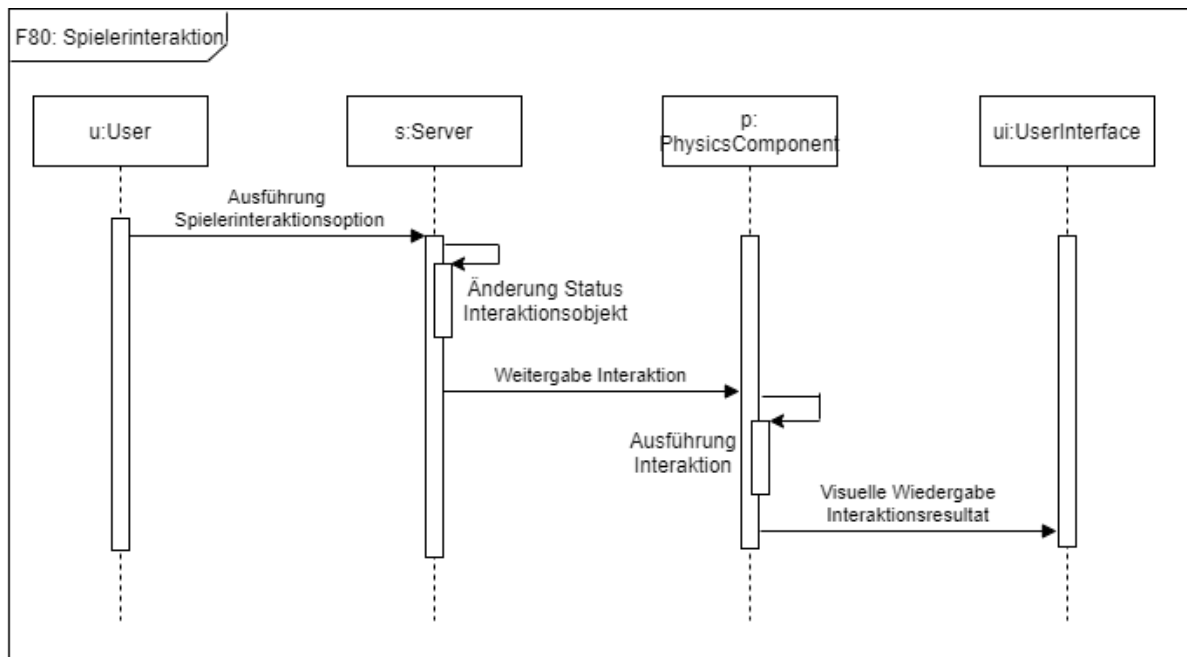 F80: Spielerinteraktion
u:User
s:Server
p:
PhysicsComponent
ui:UserInterface
Ausführung
Spielerinteraktionsoption
Änderung Status
Interaktionsobjekt
Weitergabe Interaktion
Ausführung
Interaktion
Visuelle Wiedergabe
Interaktionsresultat